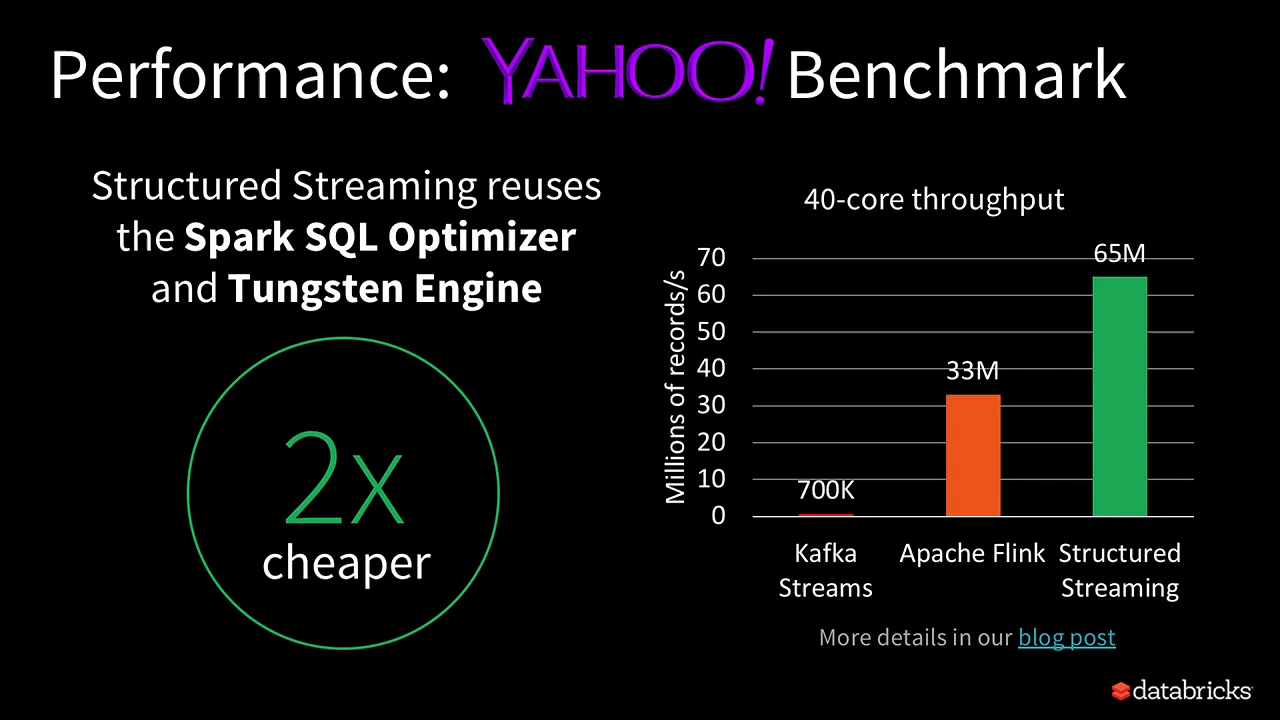 Performance: YAHOO! Benchmark
Structured Streaming reuses
the Spark SQL Optimizer
and Tungsten Engine
2x
cheaper
40-core throughput
Millions of records/s
70
60
50
40
30
20
10
0
700K
33M
65M
Kafka
Streams
Apache Flink
Structured
Streaming
More details in our blog post
databricks